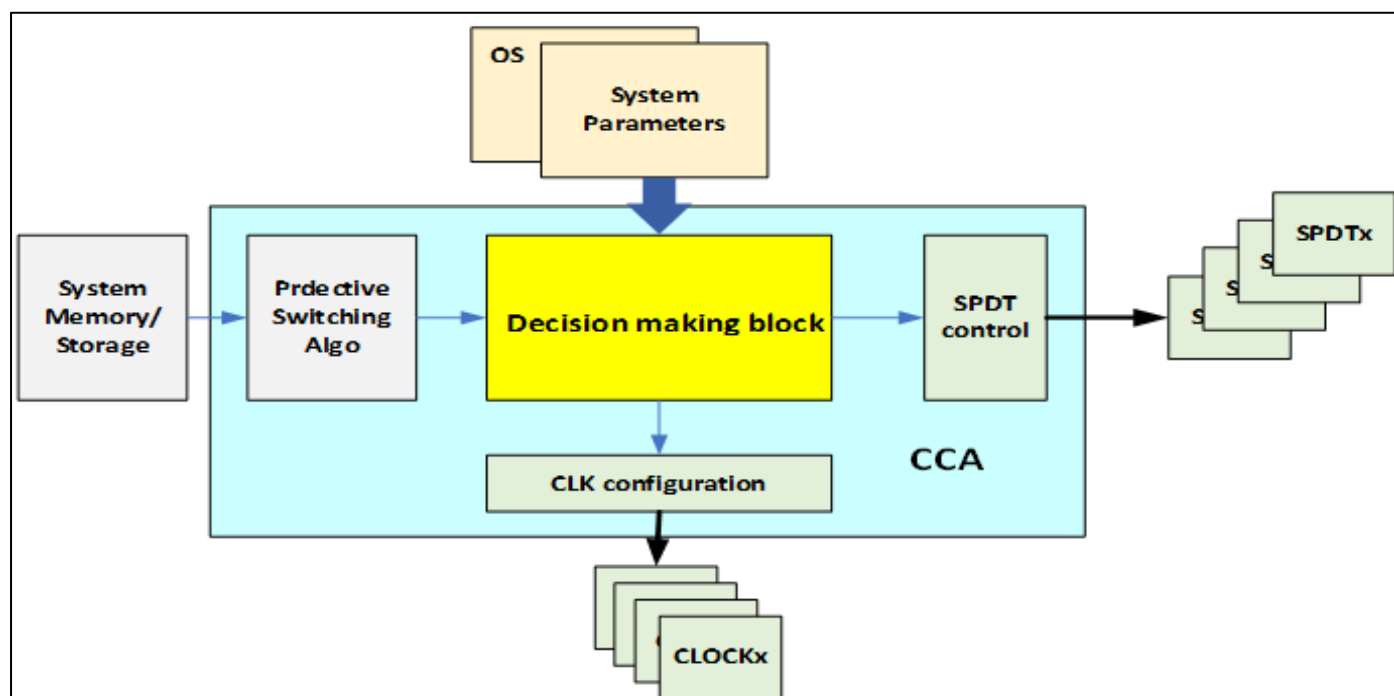 OS
System
Parameters
SPDTx
S
S
S
System
Memory/
Storage
Prdective
Switching
Algo
Decision making block
SPDT
control
CCA
CLK configuration
CLOCKx